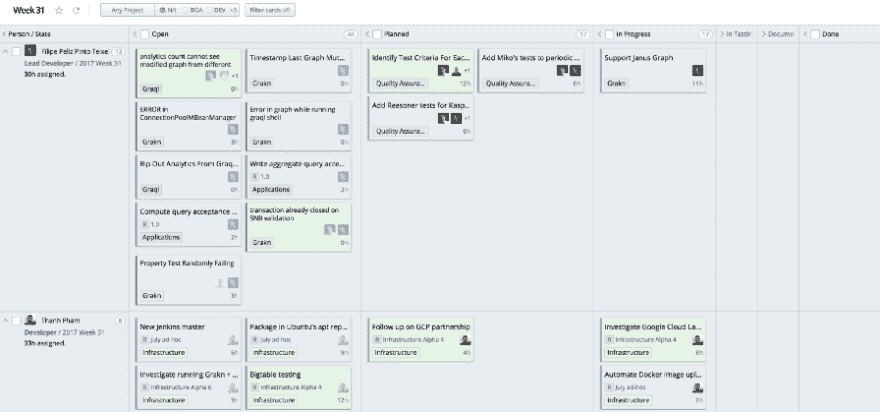 Week 31
Any Project NA BGA DEV +3 Filter cards off
Person / State Open 44 Planned 17 In Progress 17 In Testin Docume Done
Filipe Peliz Pinto Teixe 13
Lead Developer / 2017 Week 31
30h assigned.
analytics count cannot see
modified graph from different
+1
Graql 0h
Timestamp Last Graph Mut...
Grakn 0h
ERROR in
ConnectionPoolMBeanManager
Grakn 3h
Error in graph while running
graql shell
Grakn 0h
Rip Out Analytics From Graq...
Graql 0h
Write aggregate query acce...
R 1.0
Applications 2h
Compute query acceptance ...
R 1.0
Applications 2h
transaction already closed on
SNB validation
Grakn 0h
Property Test Randomly Failing
Grakn 3h
Identify Test Criteria For Eac...
+1
Quality Assura... 12h
Add Miko's tests to periodic ...
Quality Assura... 6h
Add Reasoner tests for Kasp...
+1
Quality Assura... 0h
Support Janus Graph
Grakn 11h
Thanh Pham 8
Developer / 2017 Week 31
33h assigned.
New Jenkins master
R July ad-hoc
Infrastructure 5h
Package in Ubuntu's apt rep...
R July ad-hoc
Infrastructure 9h
Investigate running Grakn + ...
R Infrastructure Alpha 6
Infrastructure
Bigtable testing
R Infrastructure Alpha 4
Infrastructure 12h
Follow up on GCP partnership
R Infrastructure Alpha 4
Infrastructure 4h
Investigate Google Cloud La...
R Infrastructure Alpha 4
Infrastructure 8h
Automate Docker image upl...
R July Ad-hoc
Infrastructure